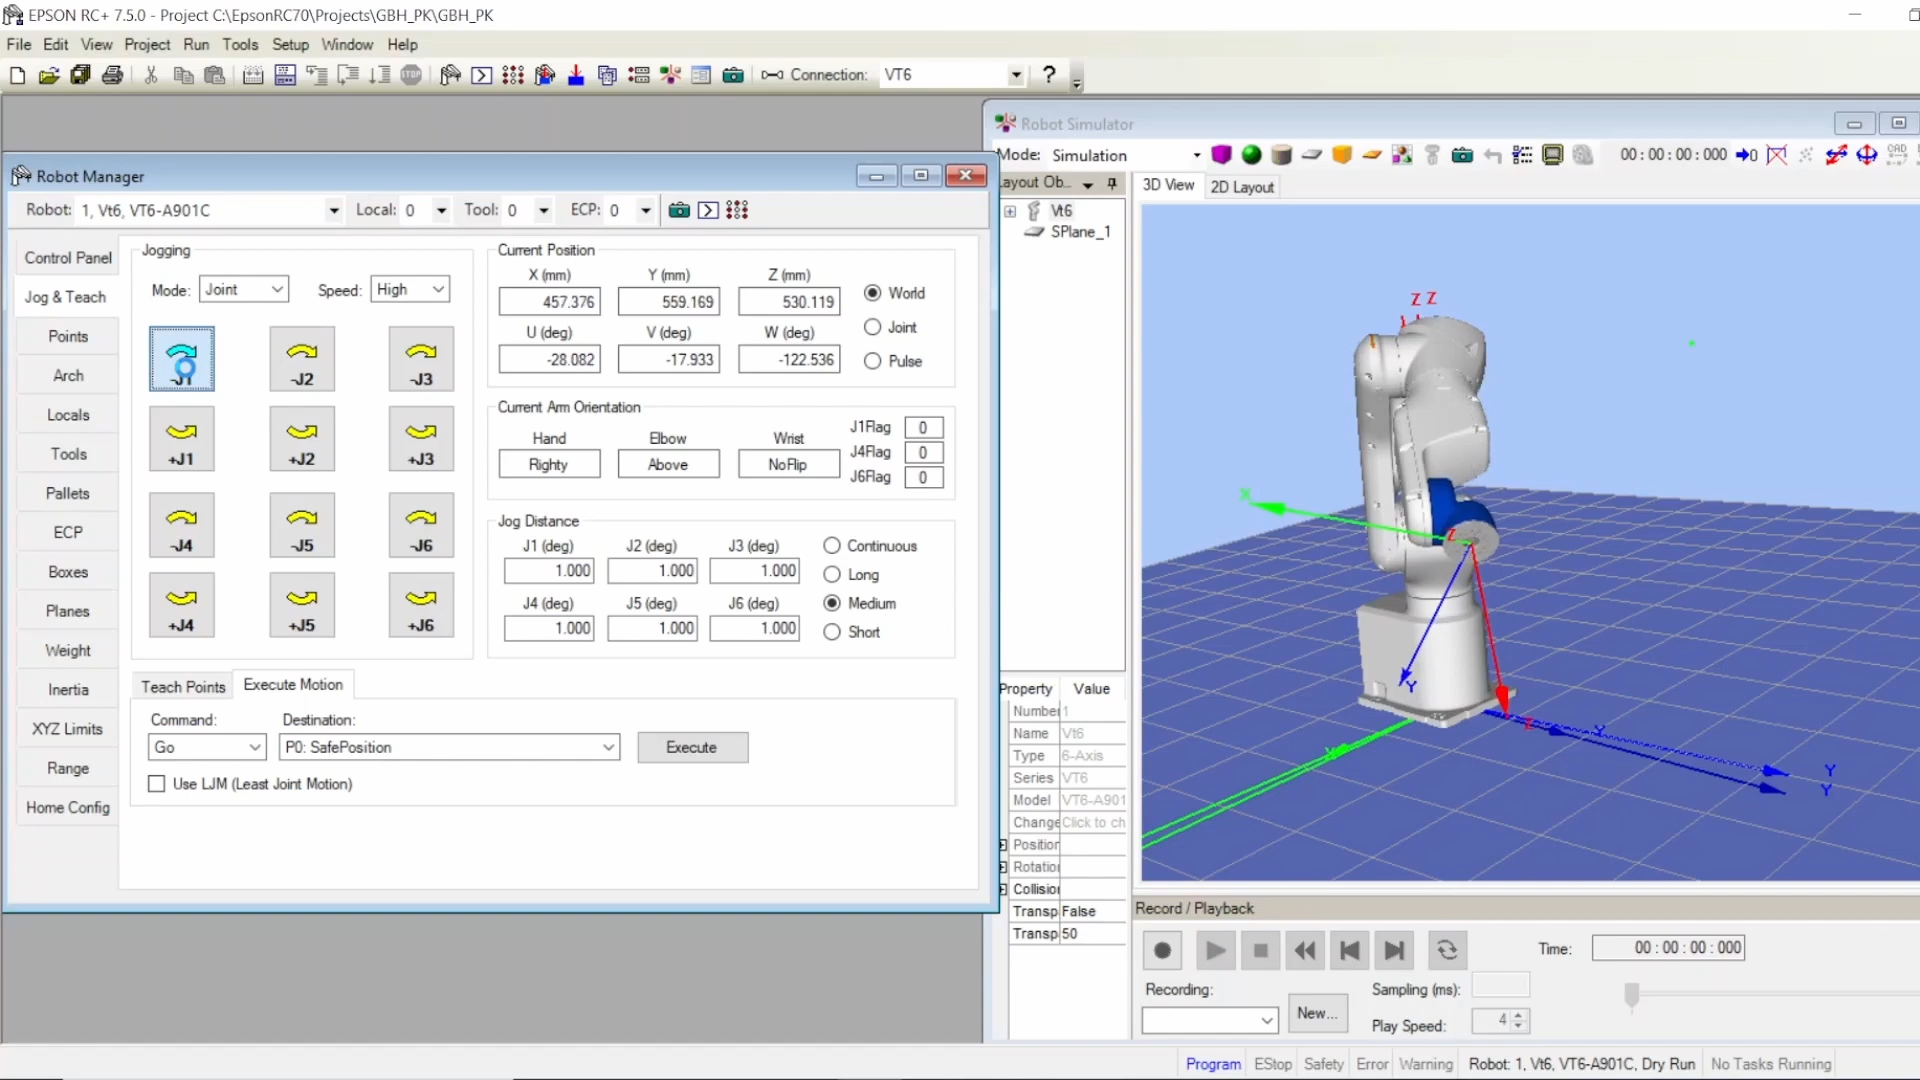 EPSON RC+ 7.5.0 - Project C:\EpsonRC70\Projects\GBH_PK\GBH_PK
File Edit View Project Run Tools Setup Window Help
STOP Connection: VT6 ?
Robot Simulator
Mode: Simulation 00 : 00 : 00 : 000 CAD
Robot Manager
Robot: 1, Vt6, VT6-A901C Local: 0 Tool: 0 ECP: 0
Layout Ob... 3D View 2D Layout
Vt6
SPlane_1
Control Panel
Jog & Teach
Points
Arch
Locals
Tools
Pallets
ECP
Boxes
Planes
Weight
Inertia
XYZ Limits
Range
Home Config
Jogging
Mode: Joint Speed: High
-J1 -J2 -J3
+J1 +J2 +J3
-J4 -J5 -J6
+J4 +J5 +J6
Current Position
X (mm) Y (mm) Z (mm)
457.376 559.169 530.119
U (deg) V (deg) W (deg)
-28.082 -17.933 -122.536
World
Joint
Pulse
Current Arm Orientation
Hand Elbow Wrist
Righty Above NoFlip
J1Flag 0
J4Flag 0
J6Flag 0
Jog Distance
J1 (deg) J2 (deg) J3 (deg)
1.000 1.000 1.000
J4 (deg) J5 (deg) J6 (deg)
1.000 1.000 1.000
Continuous
Long
Medium
Short
Teach Points Execute Motion
Command: Destination:
Go P0: SafePosition Execute
Use LJM (Least Joint Motion)
Z Z
X
Z
Y
Z
Y
Y
Y
Property Value
Number 1
Name Vt6
Type 6-Axis
Series VT6
Model VT6-A901
Change Click to ch
Position
Rotatio
Collision
Transp False
Transp 50
Record / Playback
Time: 00 : 00 : 00 : 000
Recording: New...
Sampling (ms):
Play Speed: 4
Program EStop Safety Error Warning Robot: 1, Vt6, VT6-A901C, Dry Run No Tasks Running